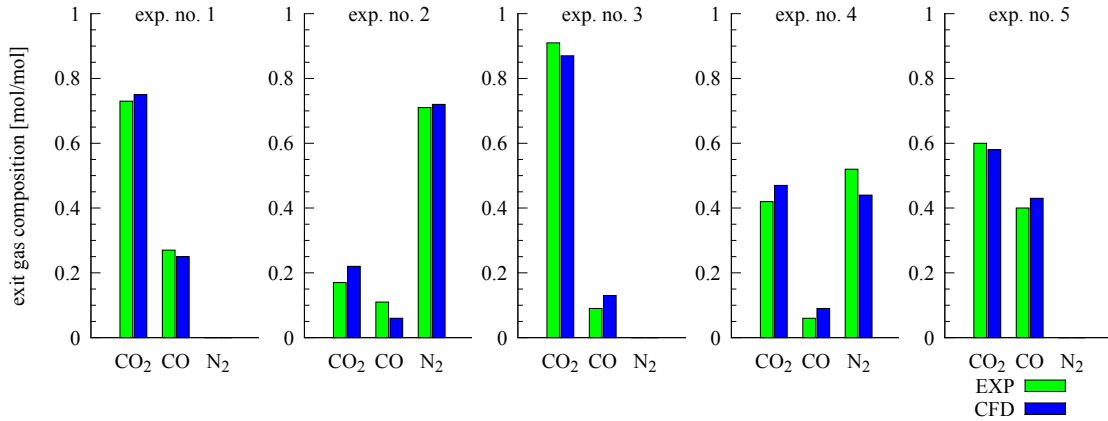 exit gas composition [mol/mol]
exp. no. 1
1
0.8
0.6
0.4
0.2
0
CO₂ CO N₂
exp. no. 2
1
0.8
0.6
0.4
0.2
0
CO₂ CO N₂
exp. no. 3
1
0.8
0.6
0.4
0.2
0
CO₂ CO N₂
exp. no. 4
1
0.8
0.6
0.4
0.2
0
CO₂ CO N₂
exp. no. 5
1
0.8
0.6
0.4
0.2
0
CO₂ CO N₂
EXP
CFD